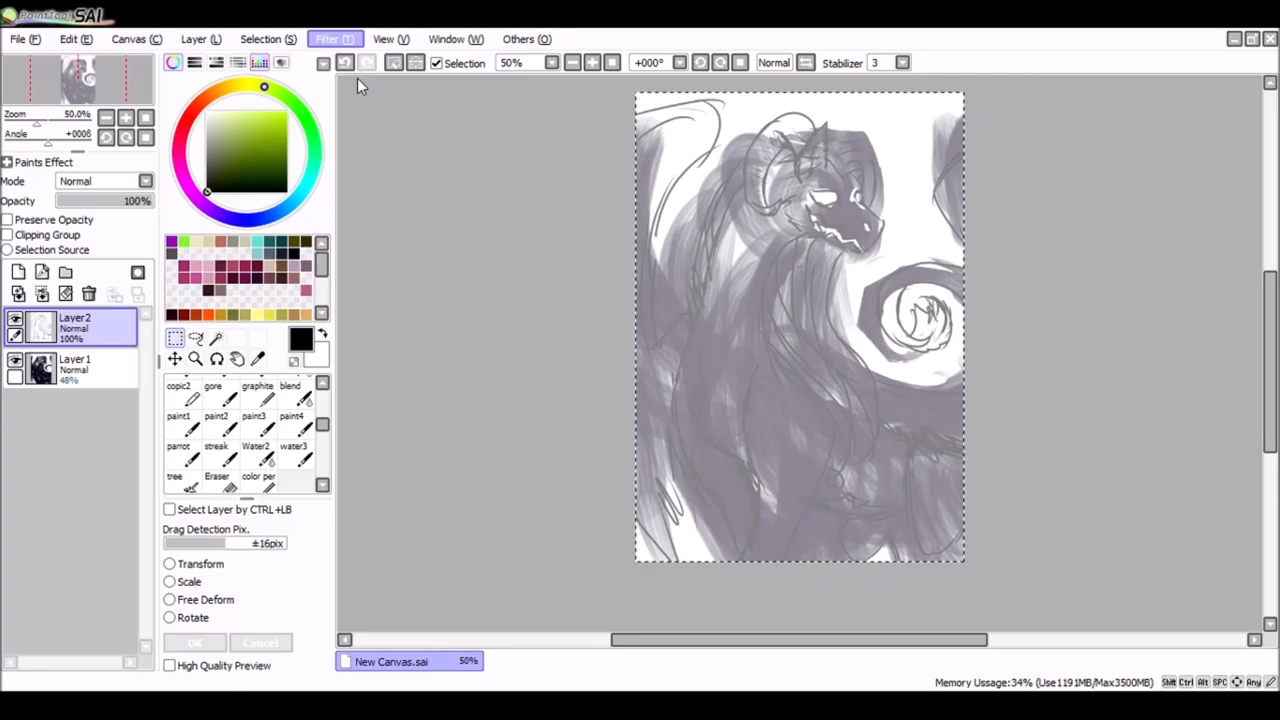 PaintTool SAI
File (F) Edit (E) Canvas (C) Layer (L) Selection (S) Filter (T) View (V) Window (W) Others (O)
Selection 50% +000° Normal Stabilizer 3
Zoom 50.0%
Angle +000ß
Paints Effect
Mode Normal
Opacity 100%
Preserve Opacity
Clipping Group
Selection Source
Layer2
Normal
100%
Layer1
Normal
48%
copic2 gore graphite blend
paint1 paint2 paint3 paint4
parrot streak Water2 water3
tree Eraser color per
Select Layer by CTRL+LB
Drag Detection Pix.
±16pix
Transform
Scale
Free Deform
Rotate
OK Cancel
High Quality Preview
New Canvas.sai 50%
Memory Ussage:34% (Use1191MB/Max3500MB) Shift Ctrl Alt SPC Any